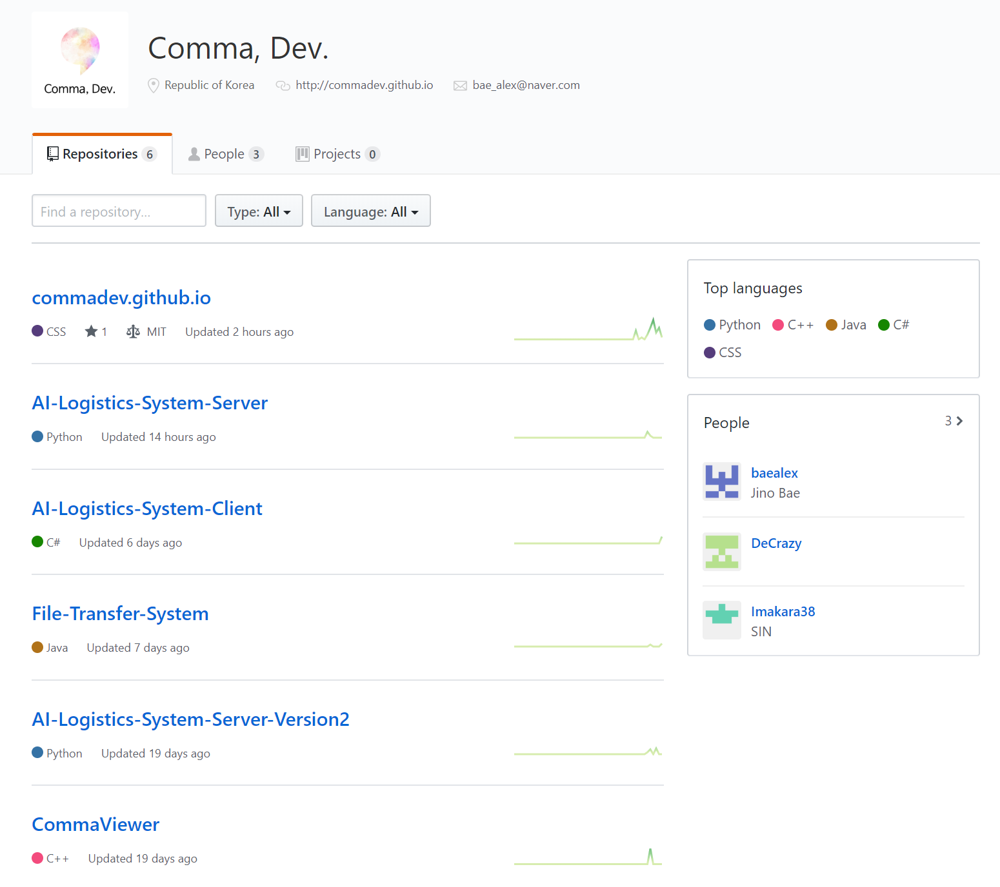 Comma, Dev.
Comma, Dev.
Republic of Korea http://commadev.github.io bae_alex@naver.com
Repositories 6 People 3 Projects 0
Find a repository... Type: All Language: All
commadev.github.io
CSS 1 MIT Updated 2 hours ago
AI-Logistics-System-Server
Python Updated 14 hours ago
AI-Logistics-System-Client
C# Updated 6 days ago
File-Transfer-System
Java Updated 7 days ago
AI-Logistics-System-Server-Version2
Python Updated 19 days ago
CommaViewer
C++ Updated 19 days ago
Top languages
Python C++ Java C#
CSS
People 3
baealex
Jino Bae
DeCrazy
Imakara38
SIN